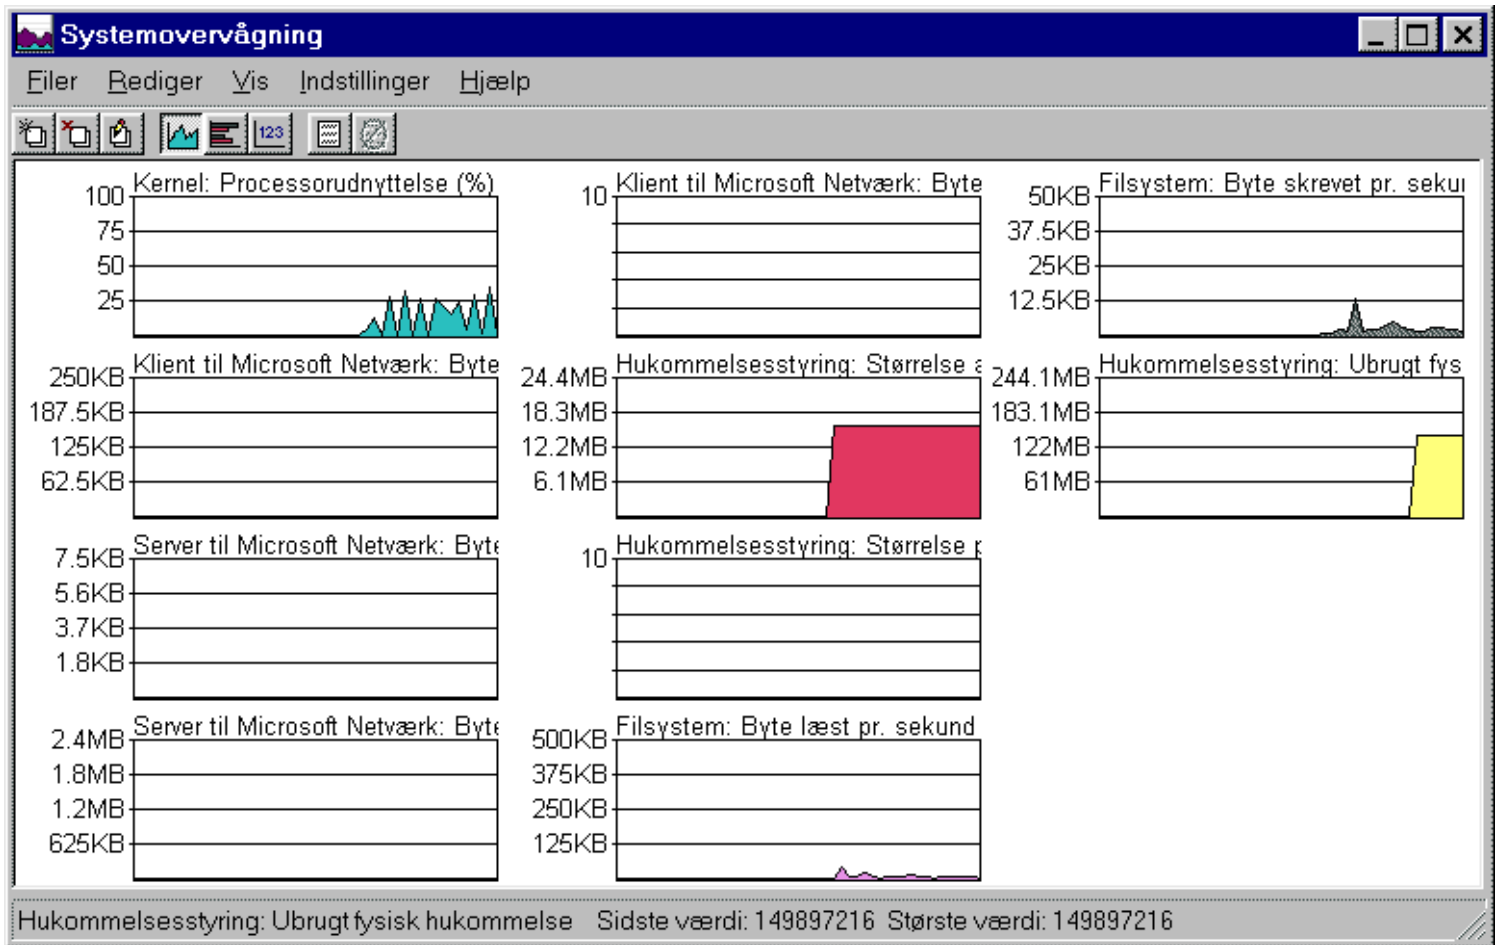 Systemovervågning
Filer Rediger Vis Indstillinger Hjælp
123
Kernel: Processorudnyttelse (%)
100
75
50
25
Klient til Microsoft Netværk: Byte
10
Filsystem: Byte skrevet pr. seku
50KB
37.5KB
25KB
12.5KB
Klient til Microsoft Netværk: Byte
250KB
187.5KB
125KB
62.5KB
Hukommelsesstyring: Størrelse
24.4MB
18.3MB
12.2MB
6.1MB
Hukommelsesstyring: Ubrugt fys
244.1MB
183.1MB
122MB
61MB
Server til Microsoft Netværk: Byte
7.5KB
5.6KB
3.7KB
1.8KB
Hukommelsesstyring: Størrelse
10
Server til Microsoft Netværk: Byte
2.4MB
1.8MB
1.2MB
625KB
Filsystem: Byte læst pr. sekund
500KB
375KB
250KB
125KB
Hukommelsesstyring: Ubrugt fysisk hukommelse Sidste værdi: 149897216 Største værdi: 149897216